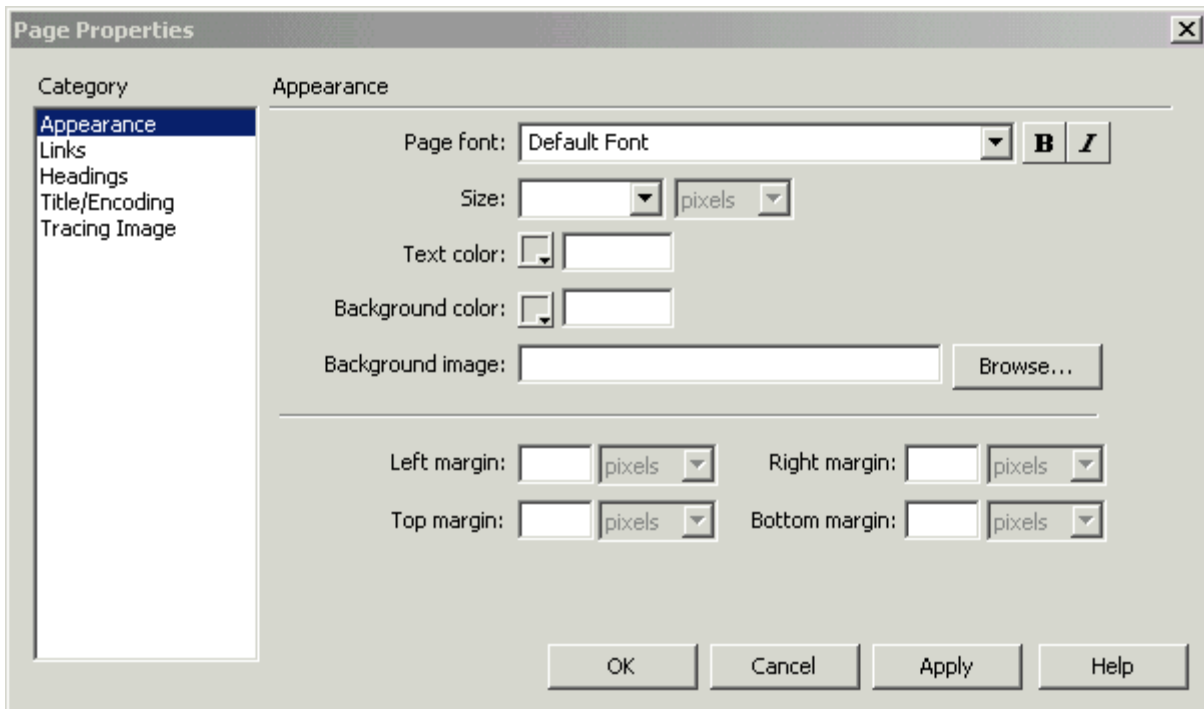 Page Properties
Category
Appearance
Links
Headings
Title/Encoding
Tracing Image
Appearance
Page font: Default Font B I
Size: pixels
Text color:
Background color:
Background image: Browse...
Left margin: pixels Right margin: pixels
Top margin: pixels Bottom margin: pixels
OK Cancel Apply Help